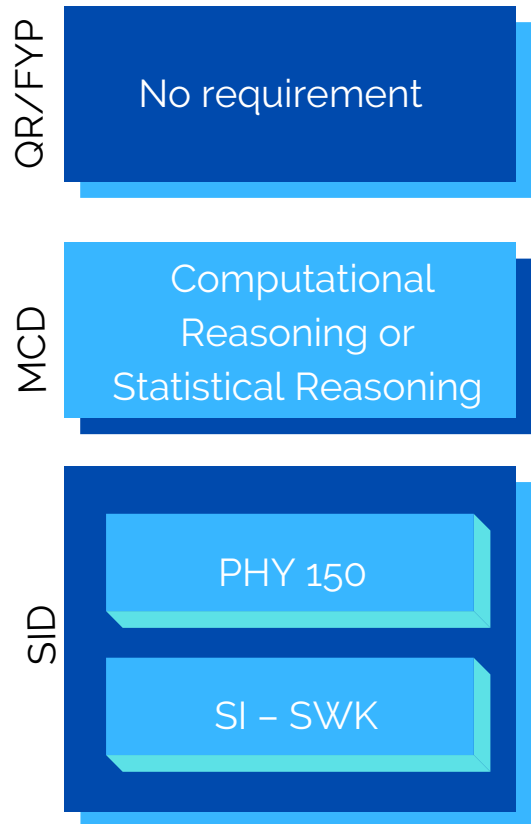 QR/FYP
No requirement
MCD
Computational
Reasoning or
Statistical Reasoning
SID
PHY 150
SI – SWK